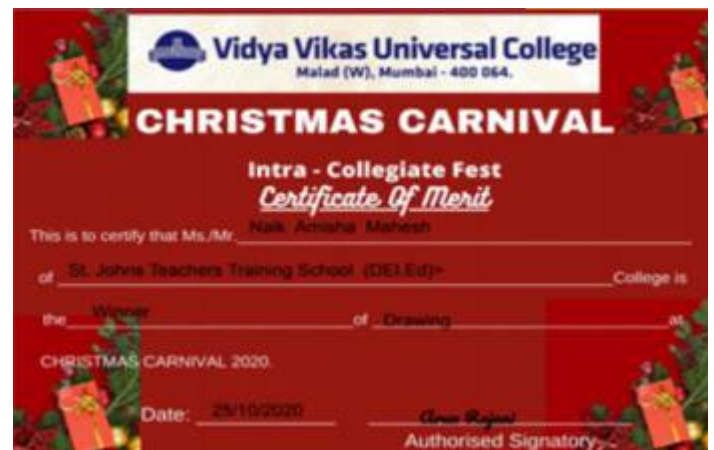 Vidya Vikas Universal College
Malad (W), Mumbai - 400 064.
CHRISTMAS CARNIVAL
Intra - Collegiate Fest
Certificate Of Merit
This is to certify that Ms./Mr. Naik Amisha Mahesh
of St. Johns Teachers Training School (DEI.Ed)> College is
the Winner of Drawing at
CHRISTMAS CARNIVAL 2020.
Date: 25/10/2020
Authorised Signatory